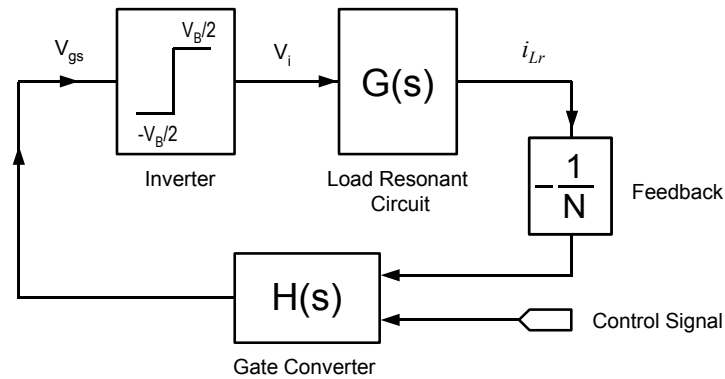 V_B/2
V_gs
-V_B/2
V_i
G(s)
i_Lr
Inverter
Load Resonant
Circuit
-1/N
Feedback
H(s)
Control Signal
Gate Converter